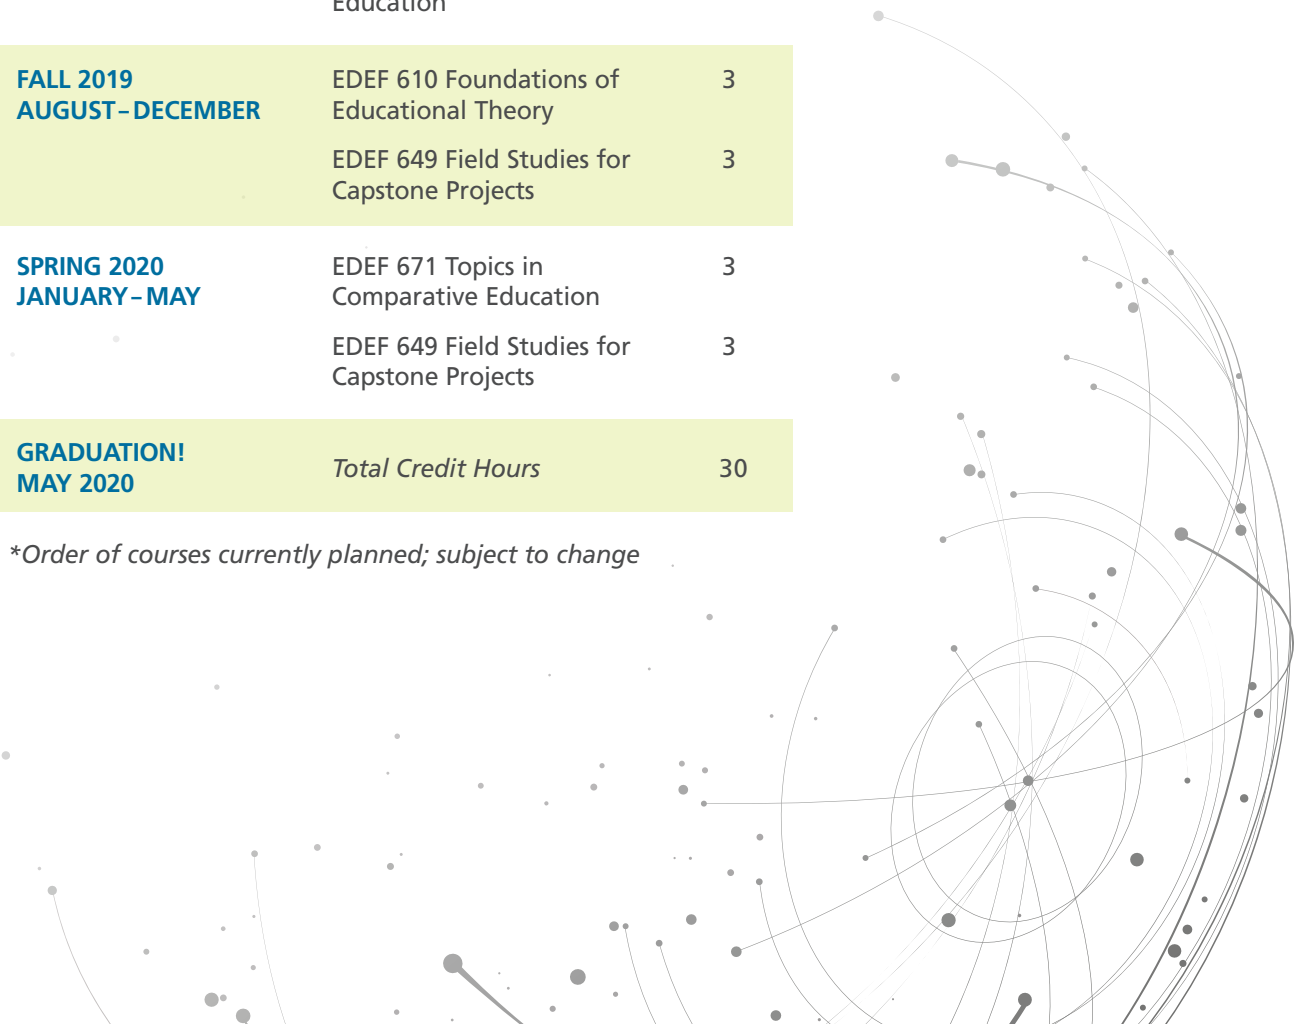 Education
FALL 2019
AUGUST–DECEMBER
EDEF 610 Foundations of
Educational Theory
3
EDEF 649 Field Studies for
Capstone Projects
3
SPRING 2020
JANUARY–MAY
EDEF 671 Topics in
Comparative Education
3
EDEF 649 Field Studies for
Capstone Projects
3
GRADUATION!
MAY 2020
Total Credit Hours
30
*Order of courses currently planned; subject to change